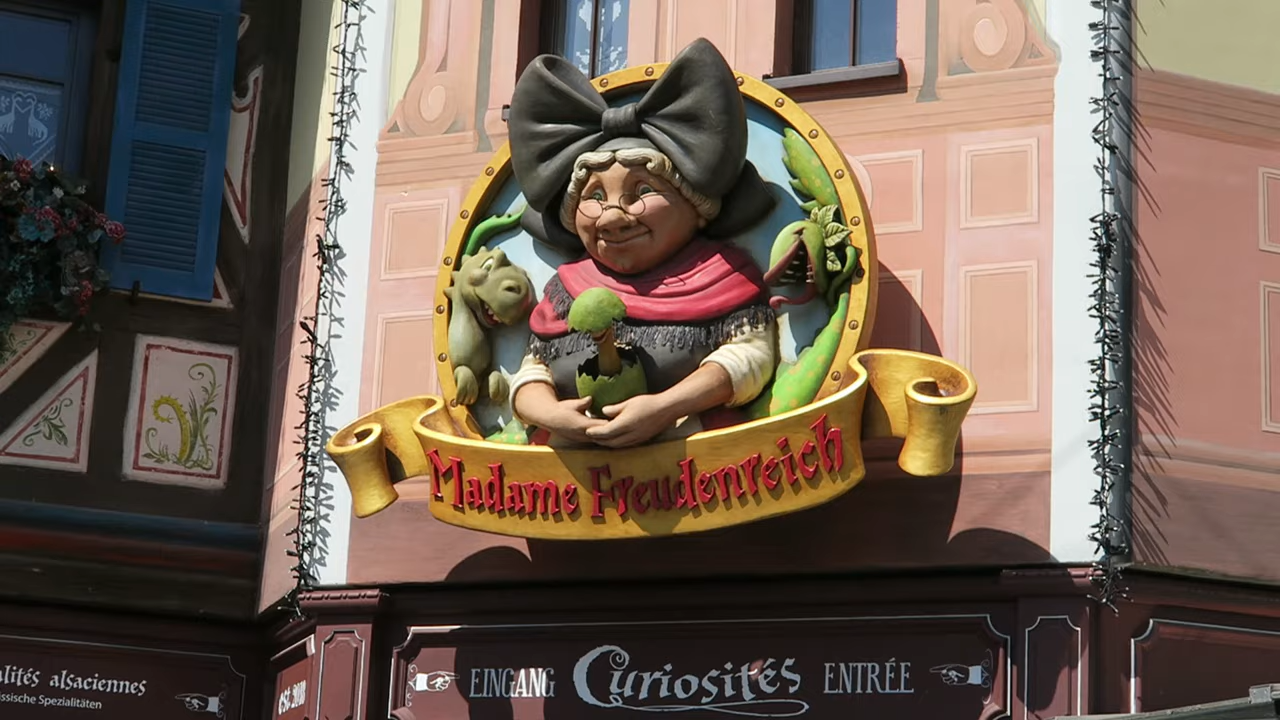 Madame Freudenreich
EINGANG Curiosités ENTRÉE
alités alsaciennes
ssische Spezialitäten